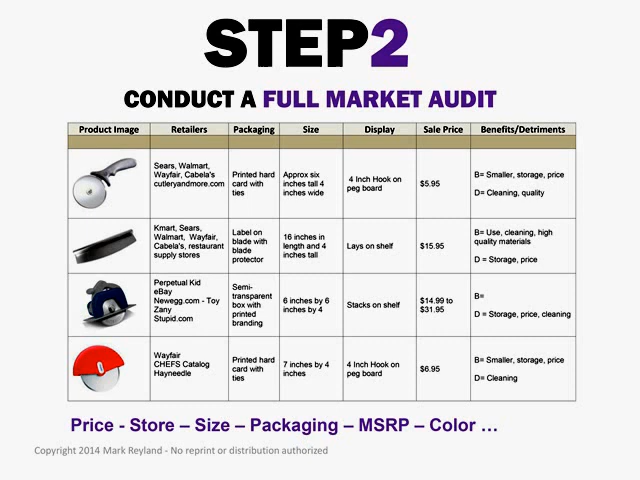 STEP2
CONDUCT A FULL MARKET AUDIT
Product Image Retailers Packaging Size Display Sale Price Benefits/Detriments
Sears, Walmart,
Wayfair, Cabela's
cutleryandmore.com
Printed hard
card with
ties
Approx six
inches tall 4
inches wide
4 Inch Hook on
peg board
$5.95
B= Smaller, storage, price
D= Cleaning, quality
Kmart, Sears,
Walmart, Wayfair,
Cabela's, restaurant
supply stores
Label on
blade with
blade
protector
16 inches in
length and 4
inches tall
Lays on shelf
$15.95
B= Use, cleaning, high
quality materials
D = Storage, price
Perpetual Kid
eBay
Newegg.com - Toy
Zany
Stupid.com
Semi-
transparent
box with
printed
branding
6 inches by 6
inches by 4
Stacks on shelf
$14.99 to
$31.95
B=
D = Storage, price, cleaning
Wayfair
CHEFS Catalog
Hayneedle
Printed hard
card with
ties
7 inches by 4
inches
4 Inch Hook on
peg board
$6.95
B= Smaller, storage, price
D= Cleaning
Price - Store – Size – Packaging – MSRP – Color …
Copyright 2014 Mark Reyland - No reprint or distribution authorized